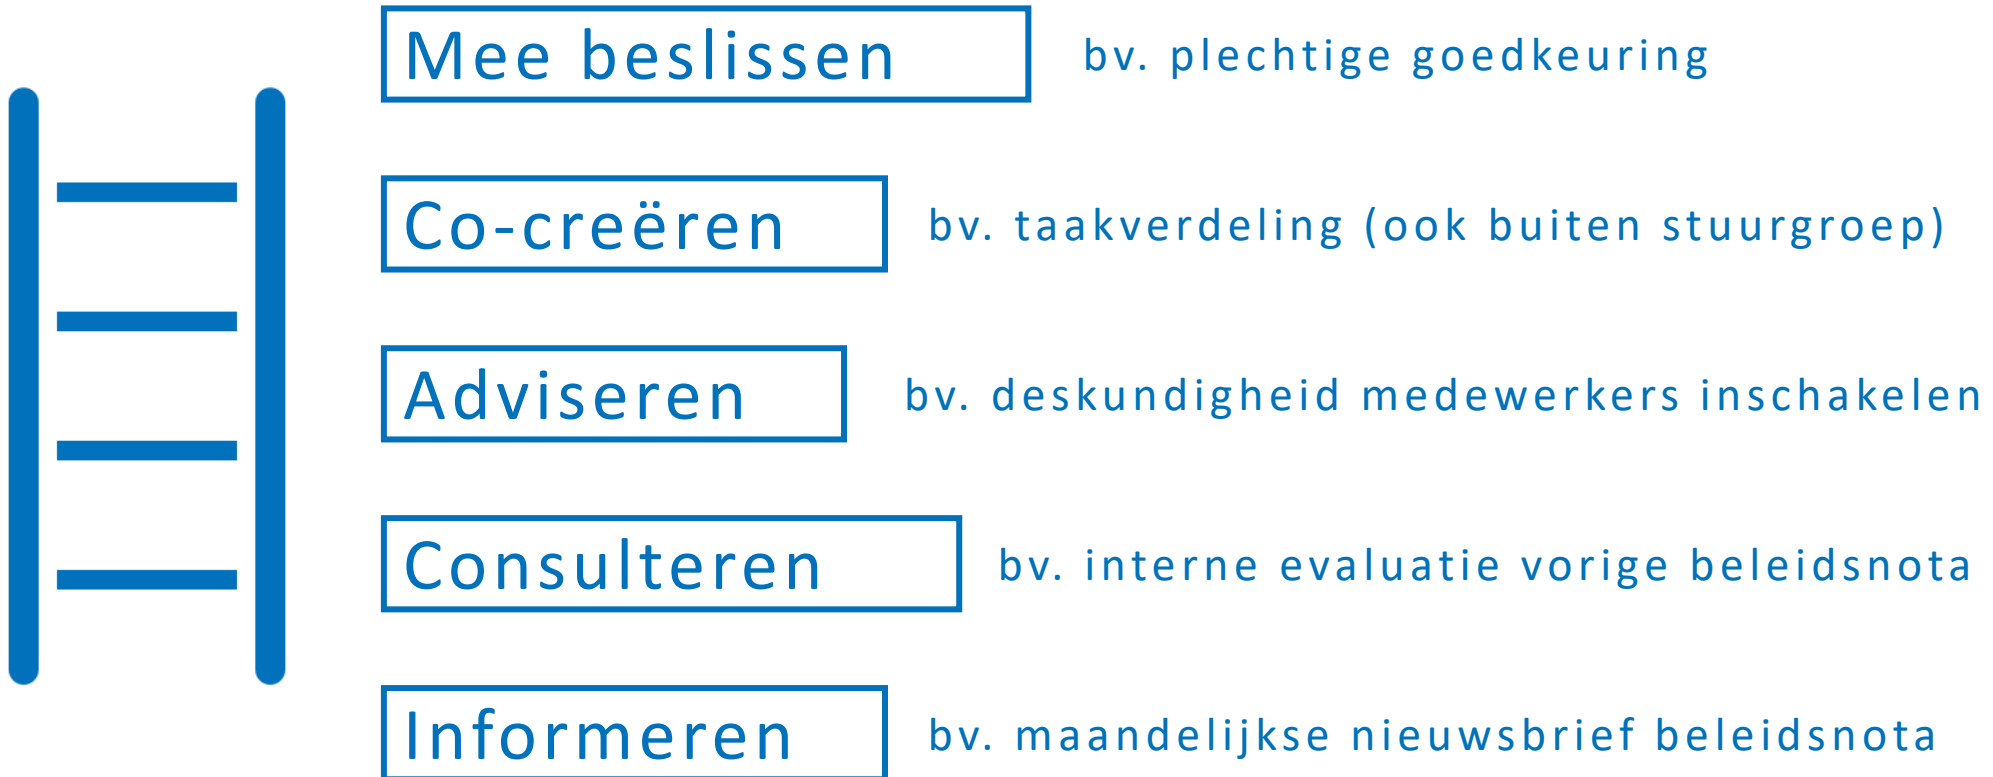 Mee beslissen bv. plechtige goedkeuring
Co-creëren bv. taakverdeling (ook buiten stuurgroep)
Adviseren bv. deskundigheid medewerkers inschakelen
Consulteren bv. interne evaluatie vorige beleidsnota
Informeren bv. maandelijkse nieuwsbrief beleidsnota